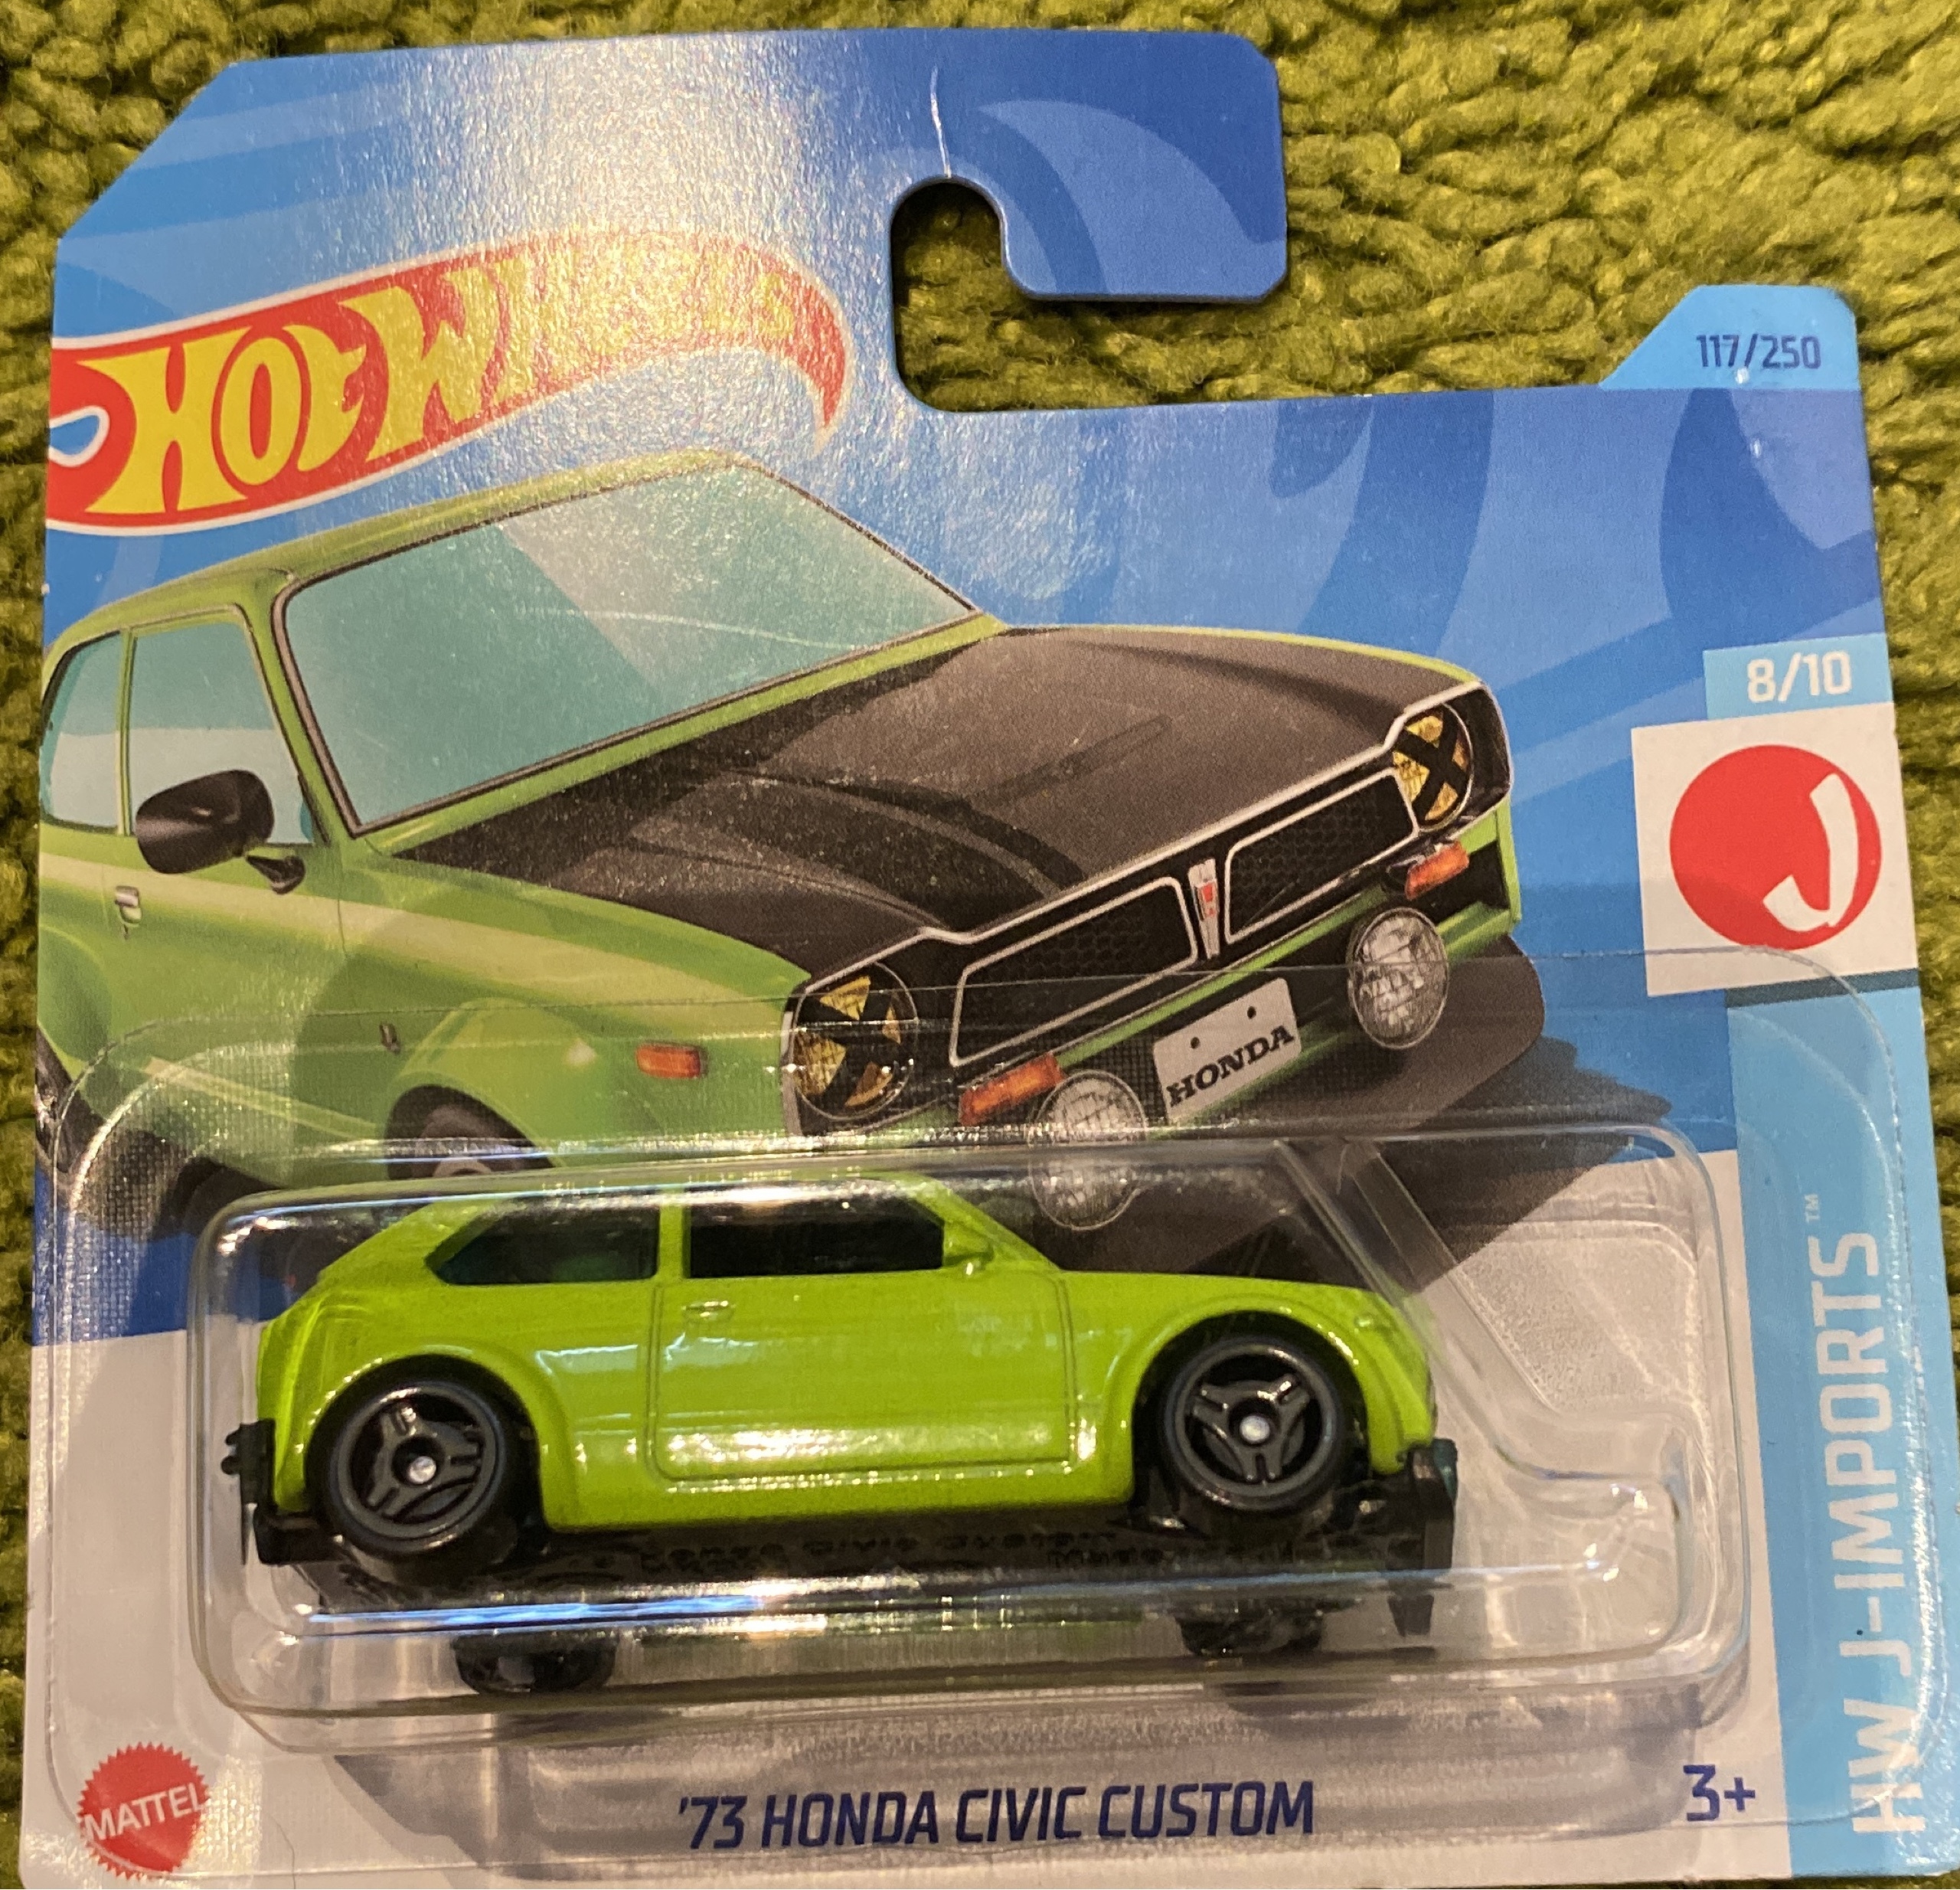 HOT WHEELS
117/250
8/10
J
HONDA
HW J-IMPORTS™
MATTEL
'73 HONDA CIVIC CUSTOM
3+